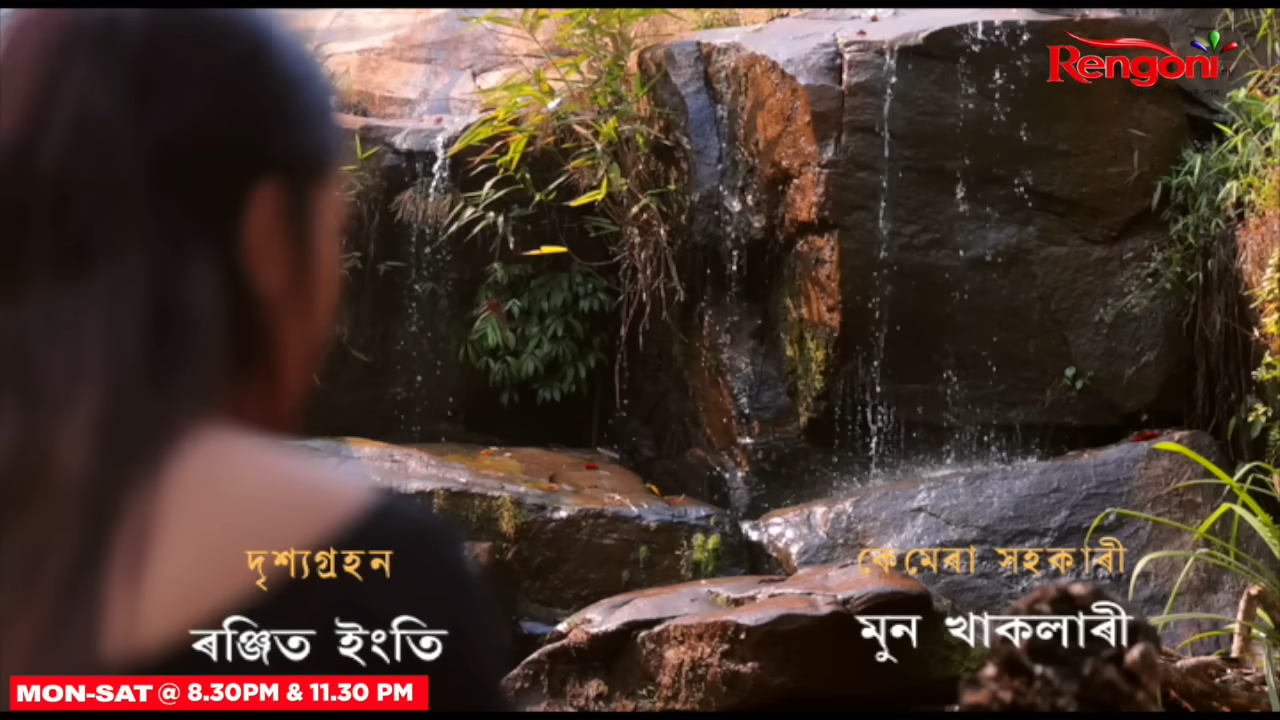 Rengoni
দৃশ্যগ্ৰহন
ৰঞ্জিত ইংতি
কেমেৰা সহকাৰী
মুন খাকলাৰী
MON-SAT @ 8.30PM & 11.30 PM